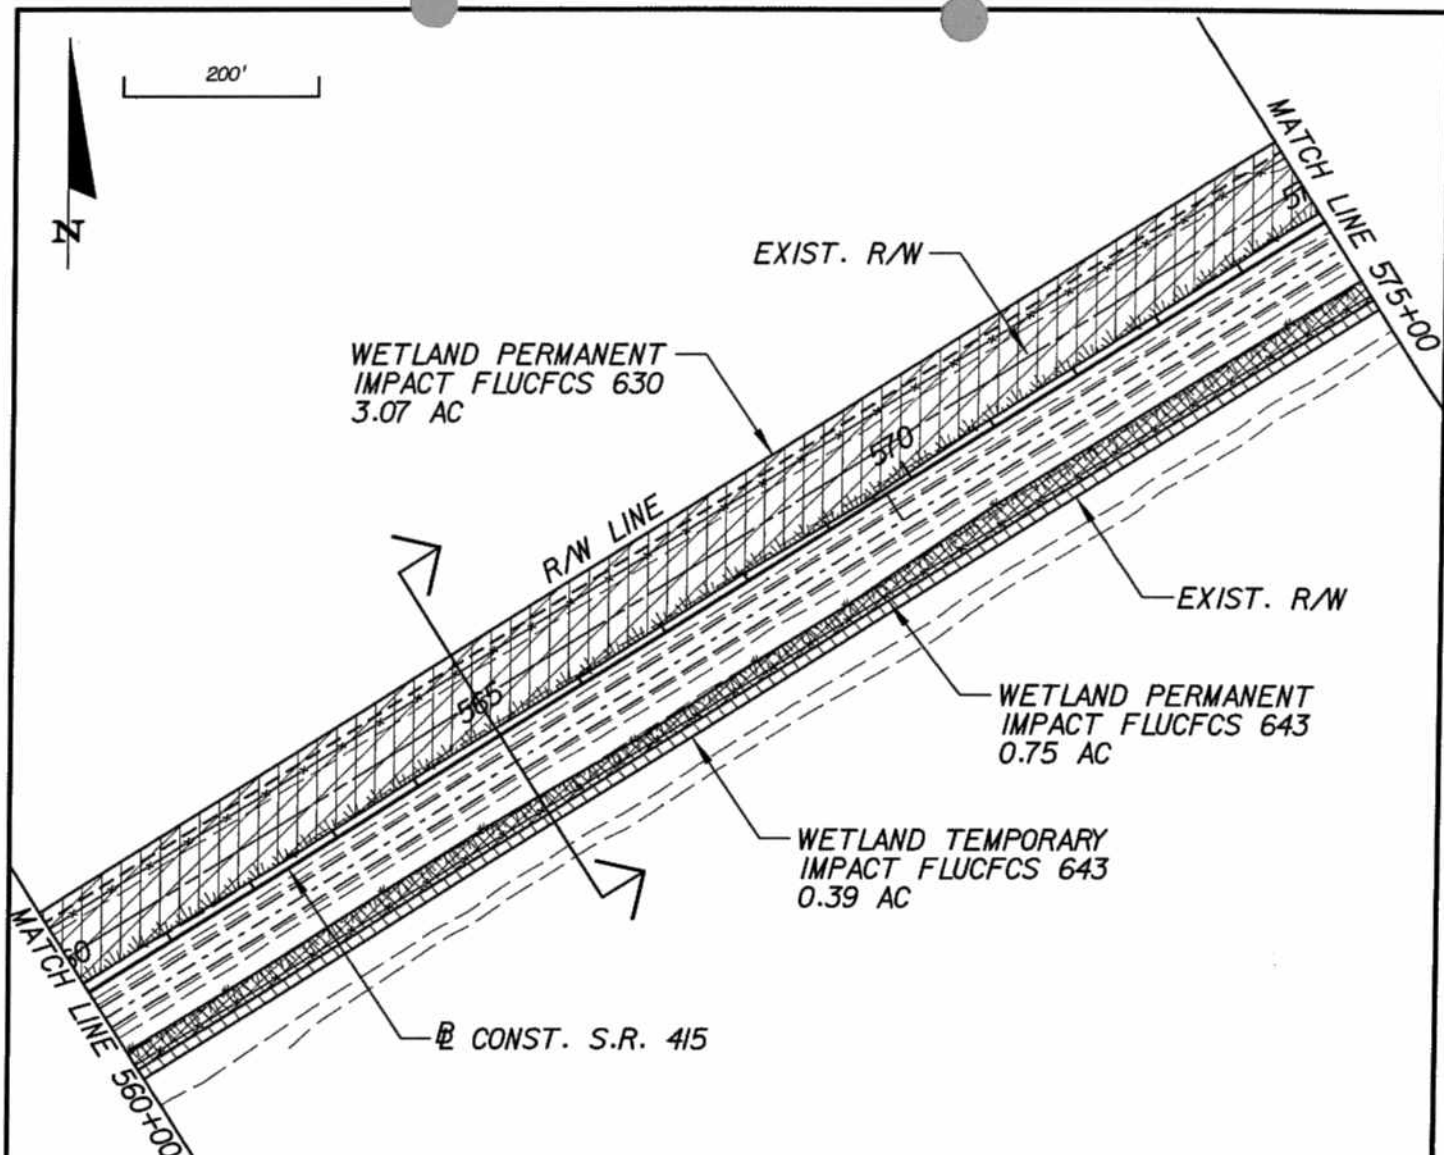 200'
N
MATCH LINE 575+00
EXIST. R/W
WETLAND PERMANENT
IMPACT FLUCFCS 630
3.07 AC
570
R/W LINE
EXIST. R/W
565
WETLAND PERMANENT
IMPACT FLUCFCS 643
0.75 AC
WETLAND TEMPORARY
IMPACT FLUCFCS 643
0.39 AC
MATCH LINE 560+00
CONST. S.R. 415